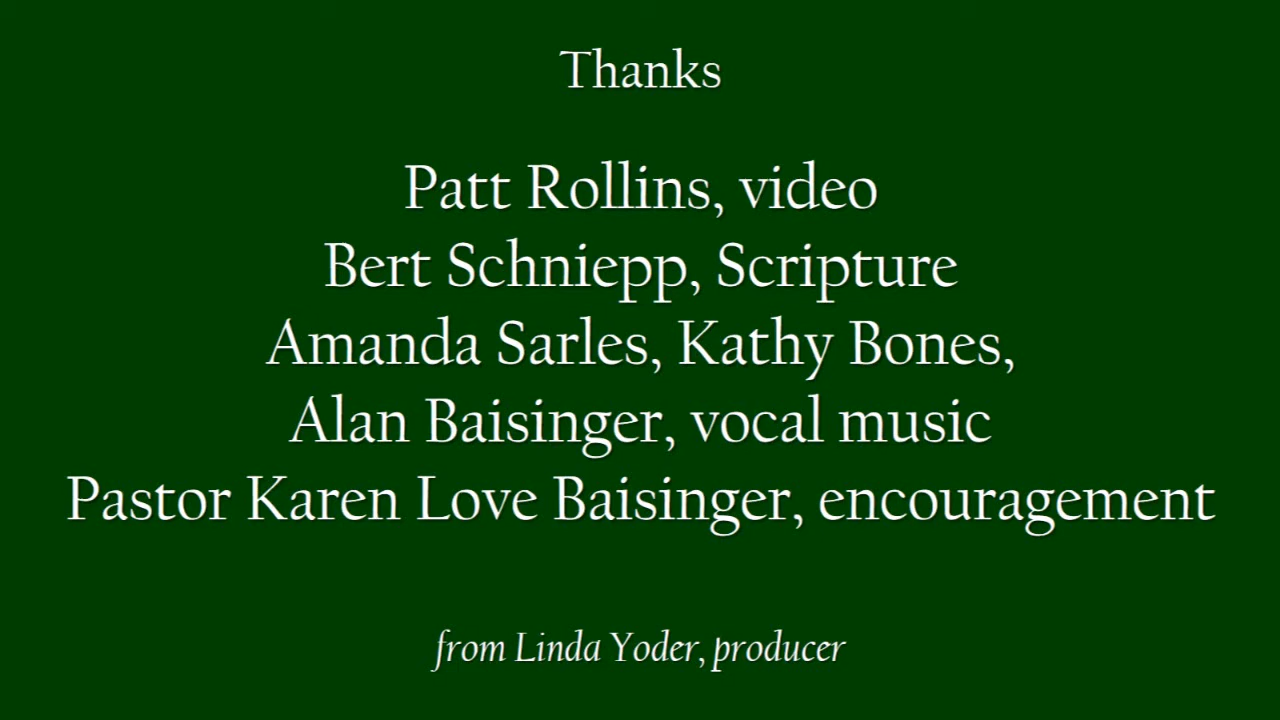 Thanks
Patt Rollins, video
Bert Schniepp, Scripture
Amanda Sarles, Kathy Bones,
Alan Baisinger, vocal music
Pastor Karen Love Baisinger, encouragement
from Linda Yoder, producer